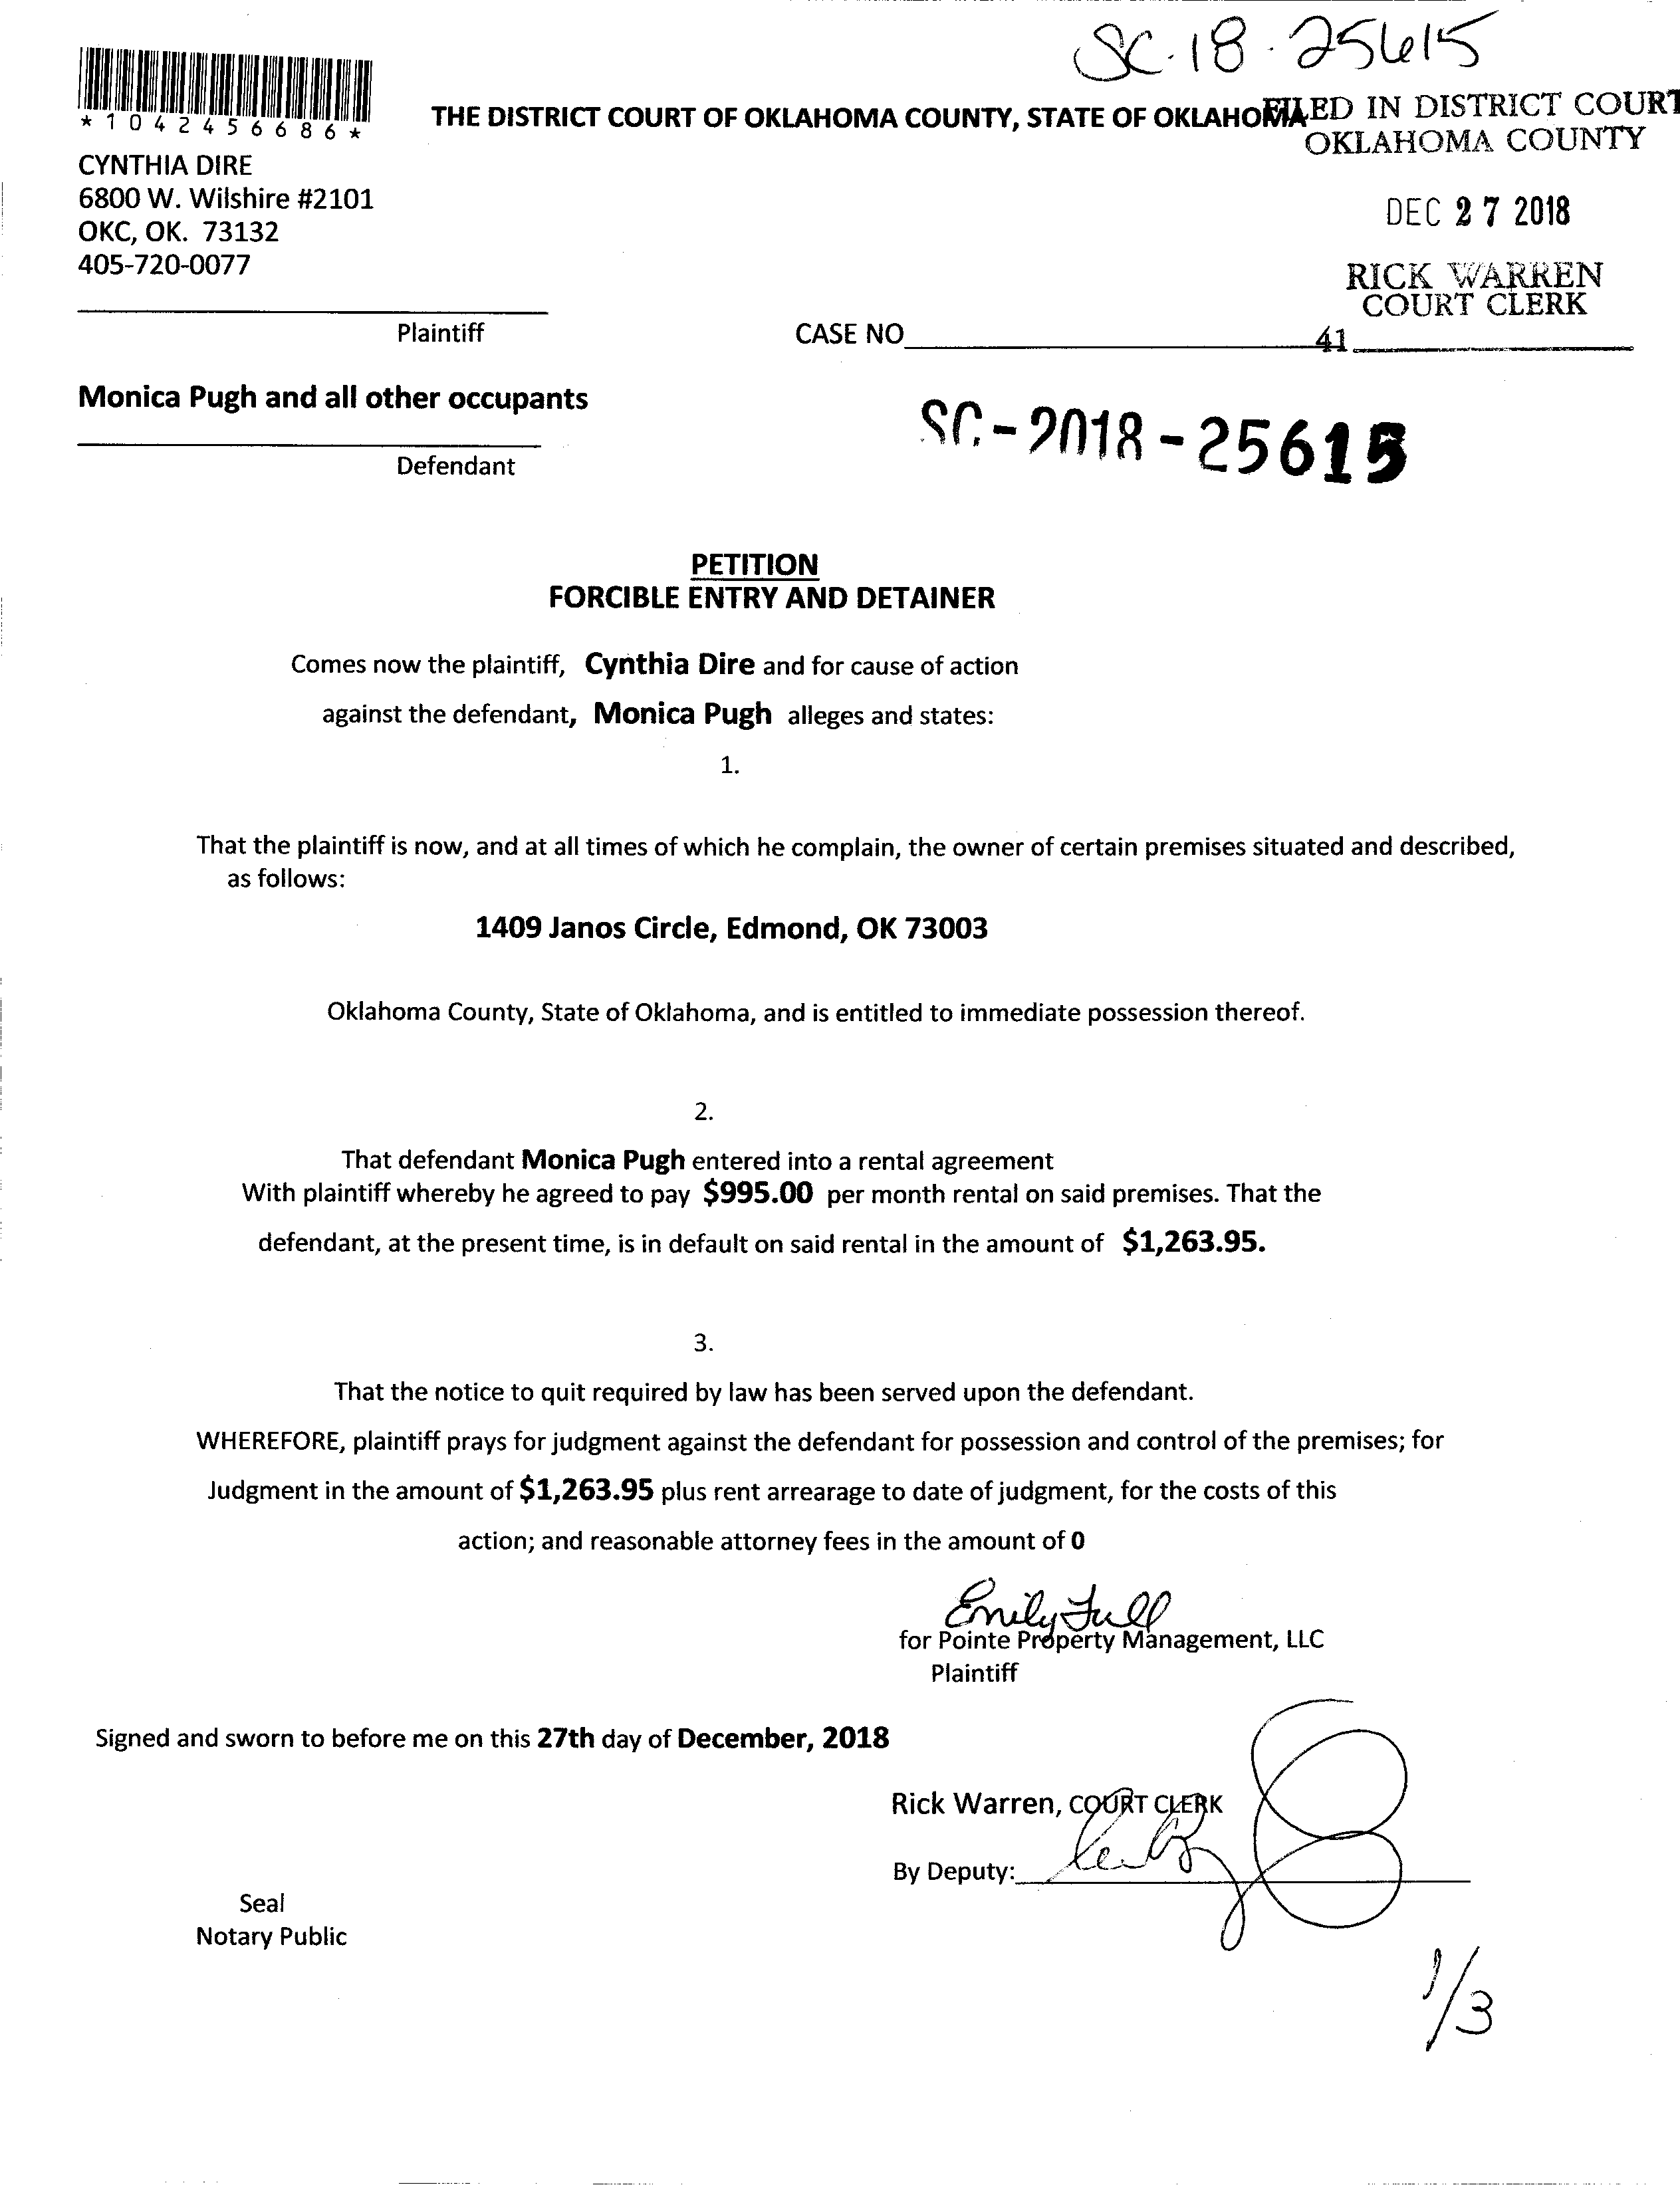 SC-18-25615
*1042456686*
THE DISTRICT COURT OF OKLAHOMA COUNTY, STATE OF OKLAHOMA
FILED IN DISTRICT COURT
OKLAHOMA COUNTY
CYNTHIA DIRE
6800 W. Wilshire #2101
OKC, OK. 73132
405-720-0077
DEC 27 2018
RICK WARREN
COURT CLERK
Plaintiff
CASE NO
41
Monica Pugh and all other occupants
SC-2018-25615
Defendant
PETITION
FORCIBLE ENTRY AND DETAINER
Comes now the plaintiff, Cynthia Dire and for cause of action
against the defendant, Monica Pugh alleges and states:
1.
That the plaintiff is now, and at all times of which he complain, the owner of certain premises situated and described,
as follows:
1409 Janos Circle, Edmond, OK 73003
Oklahoma County, State of Oklahoma, and is entitled to immediate possession thereof.
2.
That defendant Monica Pugh entered into a rental agreement
With plaintiff whereby he agreed to pay $995.00 per month rental on said premises. That the
defendant, at the present time, is in default on said rental in the amount of $1,263.95.
3.
That the notice to quit required by law has been served upon the defendant.
WHEREFORE, plaintiff prays for judgment against the defendant for possession and control of the premises; for
Judgment in the amount of $1,263.95 plus rent arrearage to date of judgment, for the costs of this
action; and reasonable attorney fees in the amount of 0
Emily Full
for Pointe Property Management, LLC
Plaintiff
Signed and sworn to before me on this 27th day of December, 2018
Rick Warren, COURT CLERK
By Deputy:
Seal
Notary Public
1/3